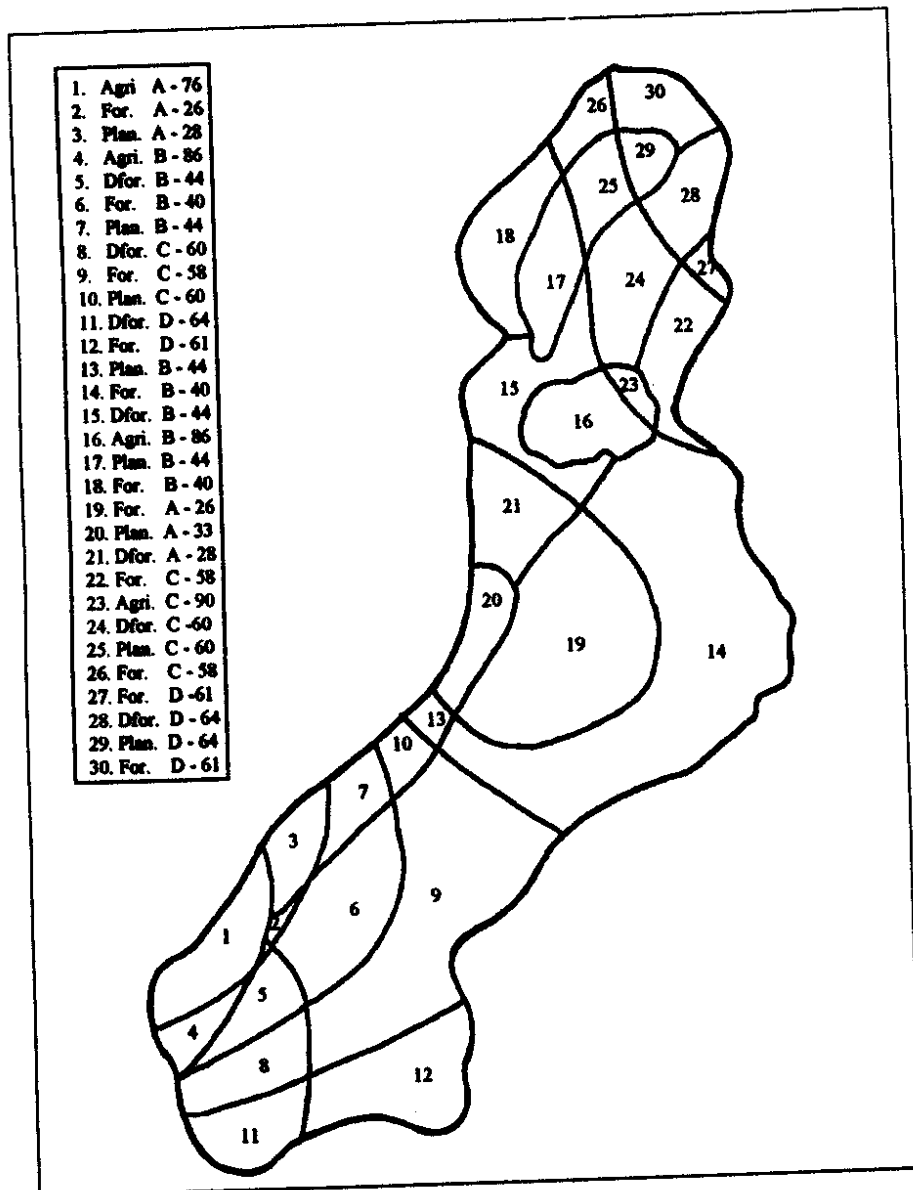 1. Agri A - 76
2. For. A - 26
3. Plan. A - 28
4. Agri. B - 86
5. Dfor. B - 44
6. For. B - 40
7. Plan. B - 44
8. Dfor. C - 60
9. For. C - 58
10. Plan. C - 60
11. Dfor. D - 64
12. For. D - 61
13. Plan. B - 44
14. For. B - 40
15. Dfor. B - 44
16. Agri. B - 86
17. Plan. B - 44
18. For. B - 40
19. For. A - 26
20. Plan. A - 33
21. Dfor. A - 28
22. For. C - 58
23. Agri. C - 90
24. Dfor. C -60
25. Plan. C - 60
26. For. C - 58
27. For. D -61
28. Dfor. D - 64
29. Plan. D - 64
30. For. D - 61
30
26
29
25
28
18
27
24
17
22
23
15
16
21
20
19
14
13
10
7
3
9
6
2
1
5
4
8
12
11